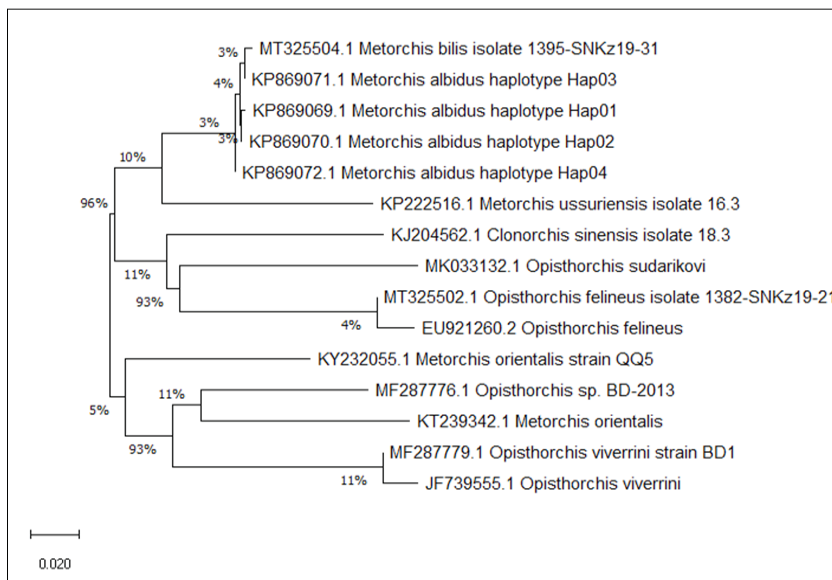 3%
MT325504.1 Metorchis bilis isolate 1395-SNKz19-31
KP869071.1 Metorchis albidus haplotype Hap03
4%
KP869069.1 Metorchis albidus haplotype Hap01
3%
3%
KP869070.1 Metorchis albidus haplotype Hap02
10%
KP869072.1 Metorchis albidus haplotype Hap04
96%
KP222516.1 Metorchis ussuriensis isolate 16.3
KJ204562.1 Clonorchis sinensis isolate 18.3
11%
MK033132.1 Opisthorchis sudarikovi
93%
MT325502.1 Opisthorchis felineus isolate 1382-SNKz19-21
4%
EU921260.2 Opisthorchis felineus
KY232055.1 Metorchis orientalis strain QQ5
11%
MF287776.1 Opisthorchis sp. BD-2013
5%
KT239342.1 Metorchis orientalis
93%
MF287779.1 Opisthorchis viverrini strain BD1
11%
JF739555.1 Opisthorchis viverrini
0.020